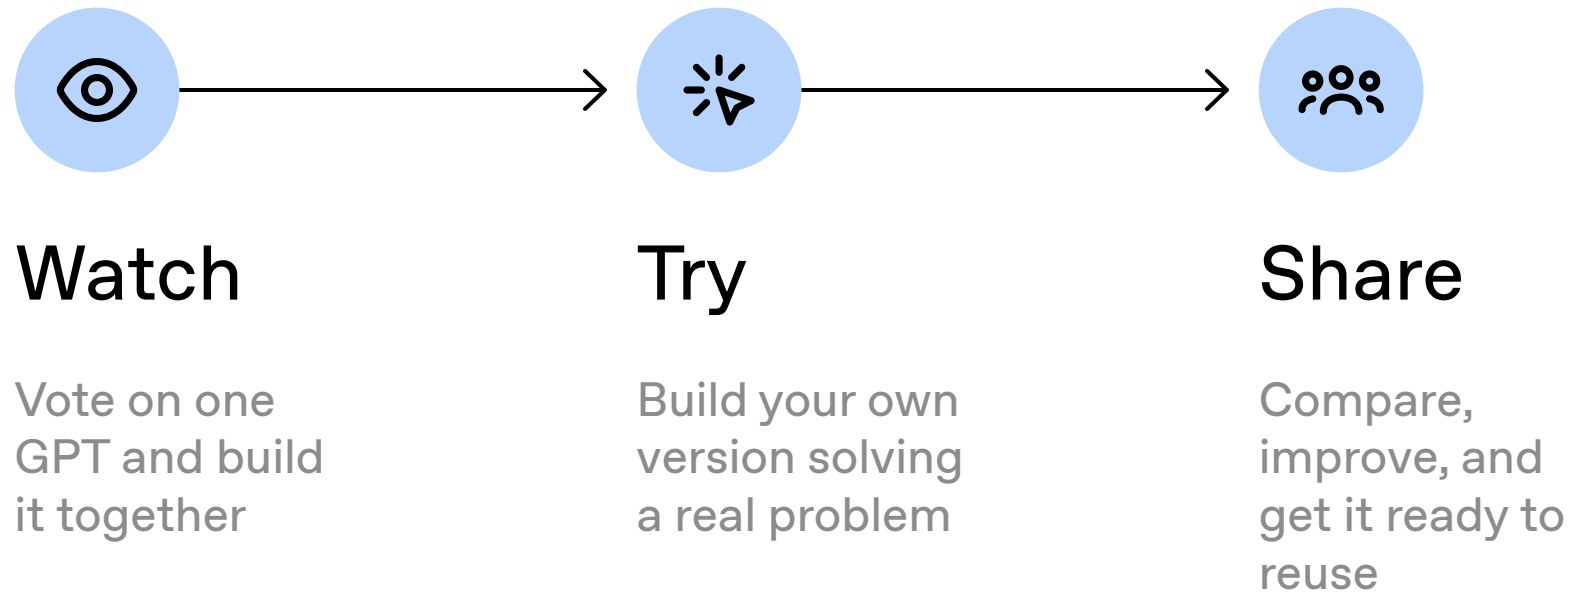 Watch
Vote on one
GPT and build
it together
Try
Build your own
version solving
a real problem
Share
Compare,
improve, and
get it ready to
reuse